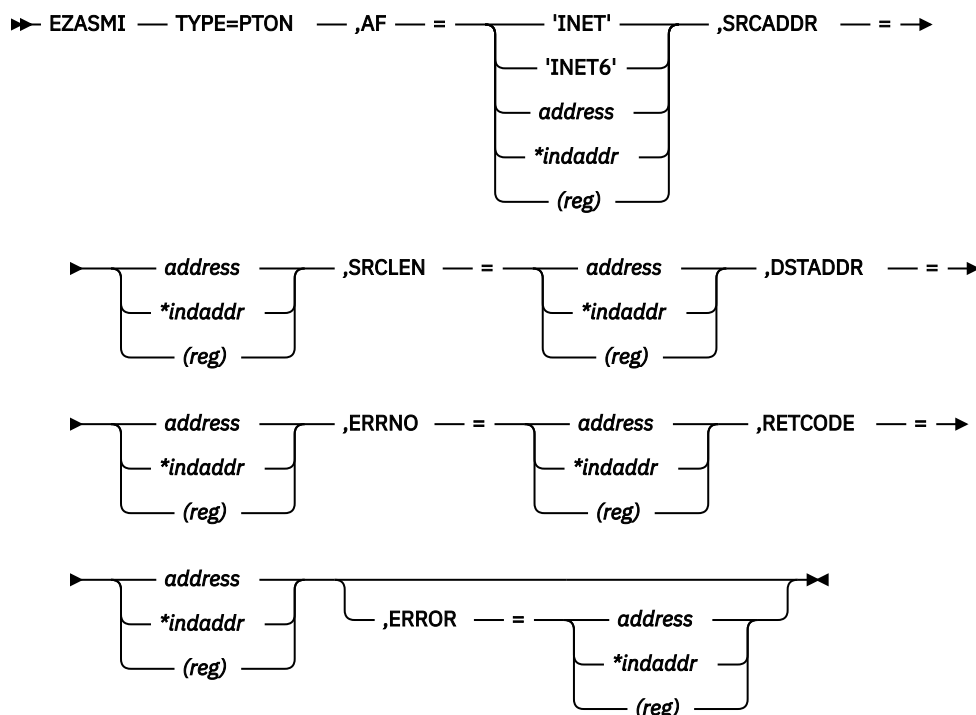 EZASMI TYPE=PTON ,AF = 'INET' ,SRCADDR =
'INET6'
address
*indaddr
(reg)
address ,SRCLEN = address ,DSTADDR =
*indaddr *indaddr
(reg) (reg)
address ,ERRNO = address ,RETCODE =
*indaddr *indaddr
(reg) (reg)
address
*indaddr ,ERROR = address
(reg) *indaddr
(reg)